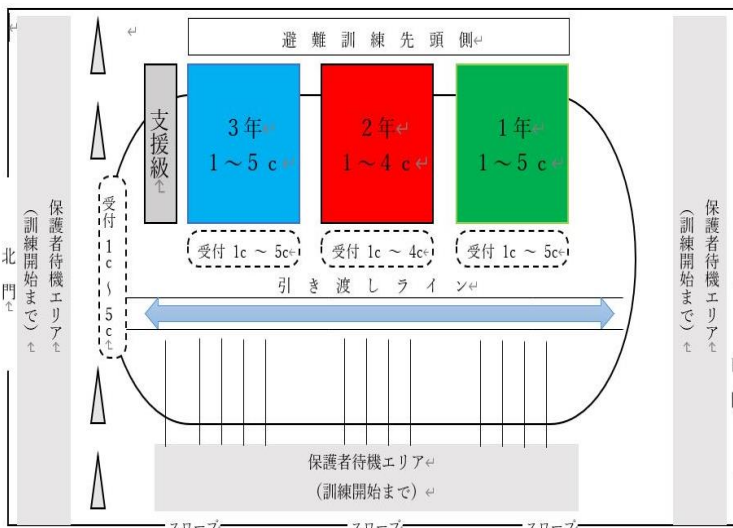 避難訓練先頭側
支援級
3年
1～5 c
2年
1～4 c
1年
1～5 c
受付 1c ～ 5c
受付 1c ～ 5c
受付 1c ～ 4c
受付 1c ～ 5c
引き渡しライン
北門
保護者待機エリア
（訓練開始まで）
保護者待機エリア
（訓練開始まで）
保護者待機エリア
（訓練開始まで）
スロープ
スロープ
スロープ